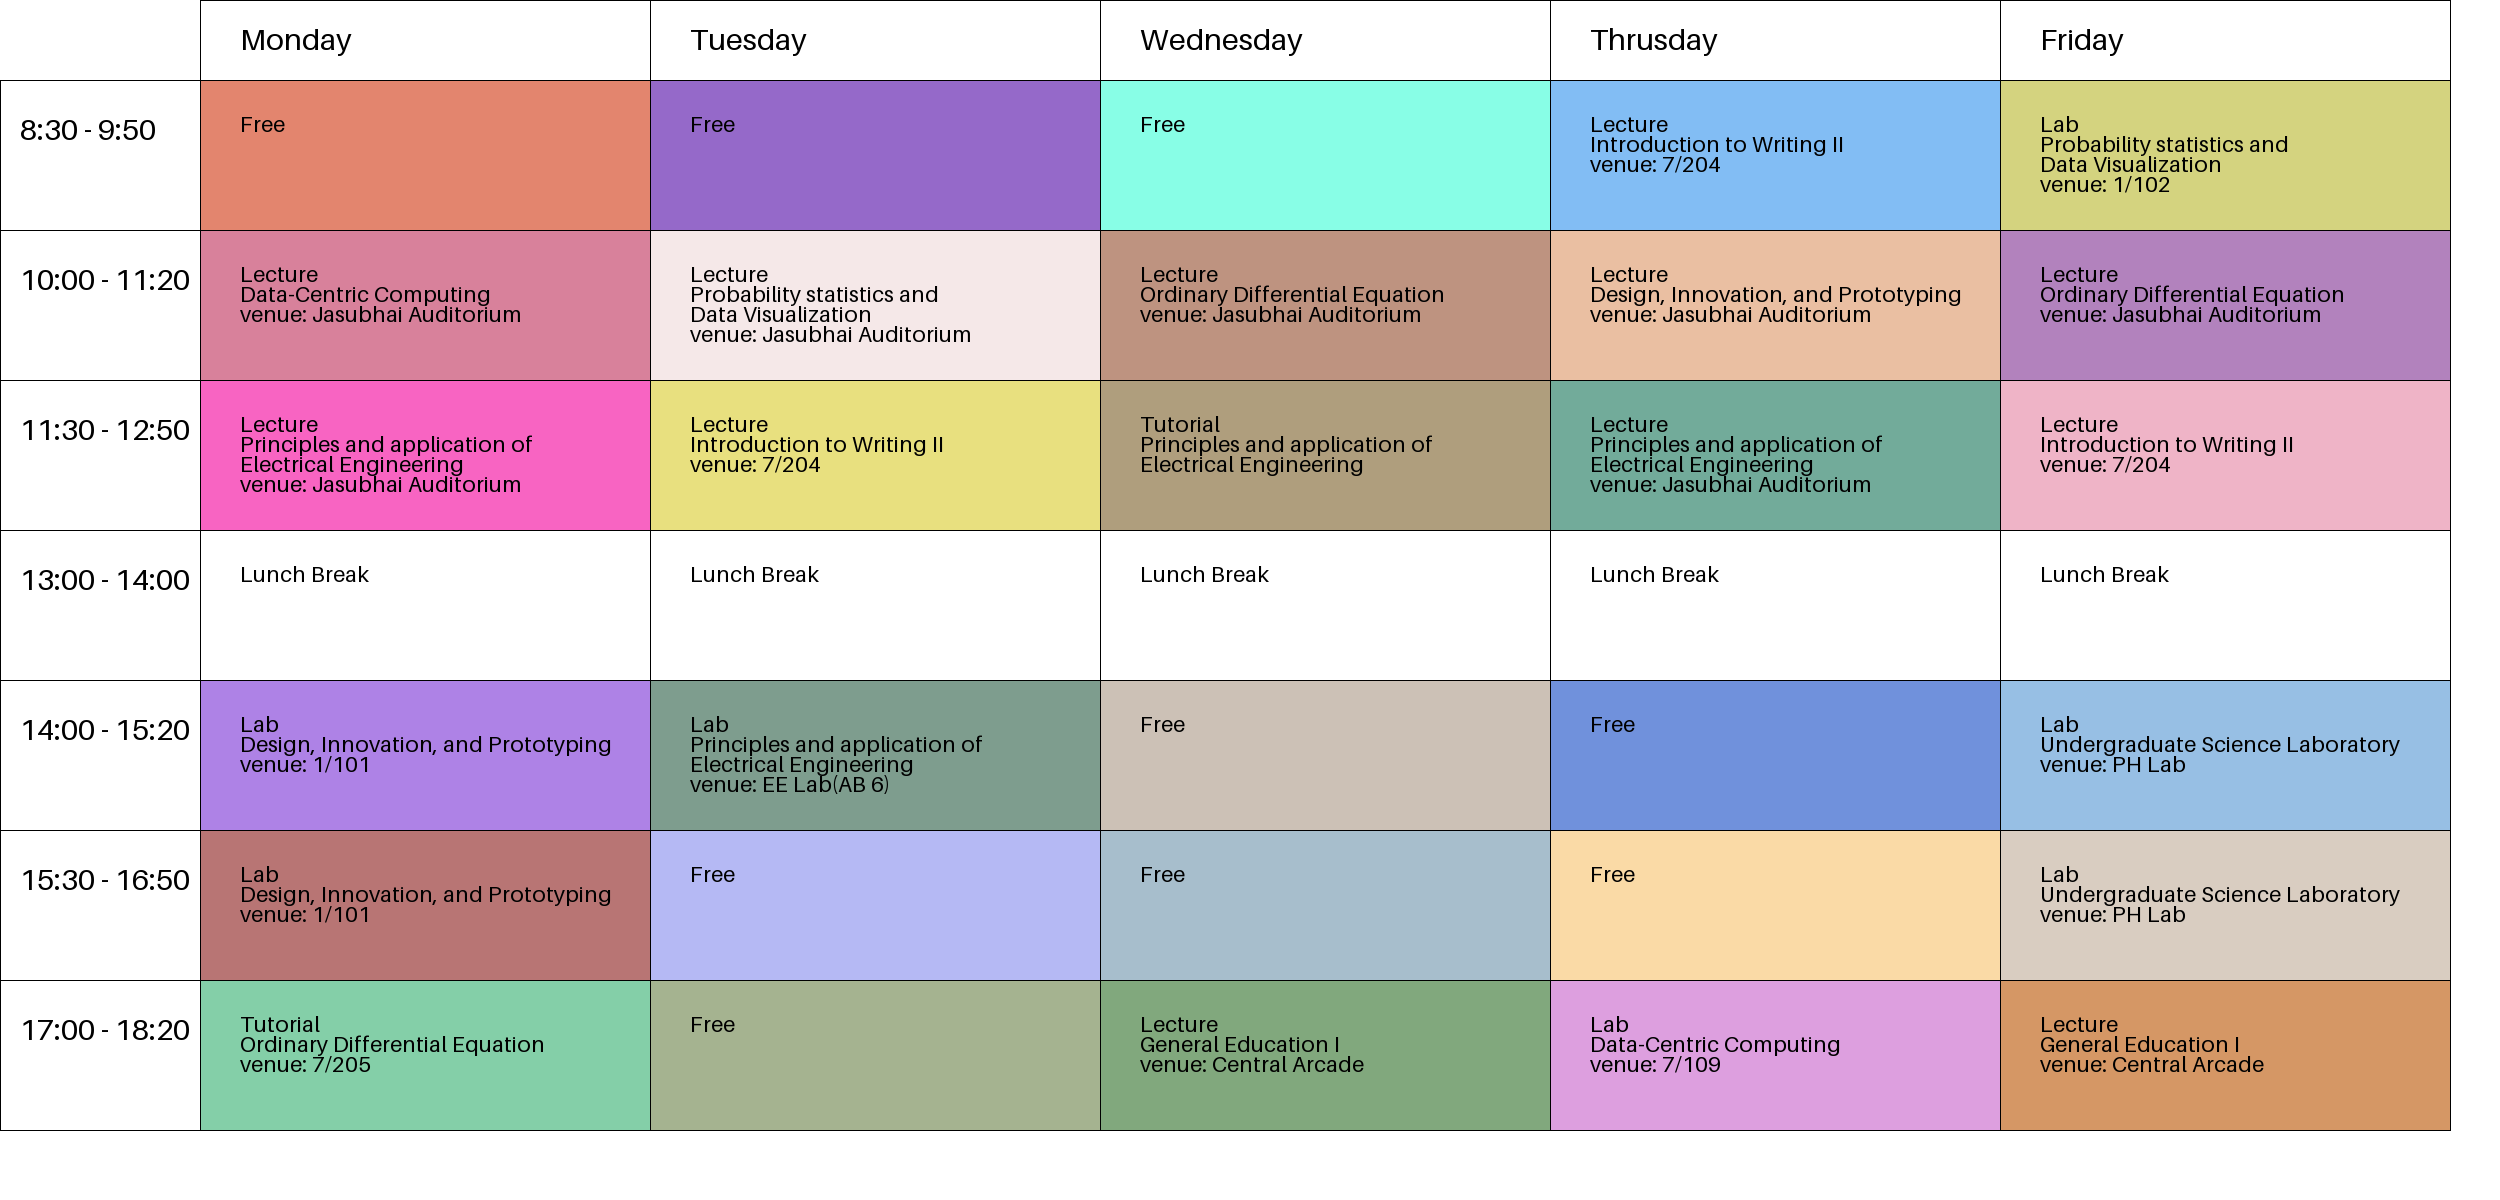 Monday
Tuesday
Wednesday
Thrusday
Friday
8:30 - 9:50
Free
Free
Free
Lecture
Introduction to Writing II
venue: 7/204
Lab
Probability statistics and
Data Visualization
venue: 1/102
10:00 - 11:20
Lecture
Data-Centric Computing
venue: Jasubhai Auditorium
Lecture
Probability statistics and
Data Visualization
venue: Jasubhai Auditorium
Lecture
Ordinary Differential Equation
venue: Jasubhai Auditorium
Lecture
Design, Innovation, and Prototyping
venue: Jasubhai Auditorium
Lecture
Ordinary Differential Equation
venue: Jasubhai Auditorium
11:30 - 12:50
Lecture
Principles and application of
Electrical Engineering
venue: Jasubhai Auditorium
Lecture
Introduction to Writing II
venue: 7/204
Tutorial
Principles and application of
Electrical Engineering
Lecture
Principles and application of
Electrical Engineering
venue: Jasubhai Auditorium
Lecture
Introduction to Writing II
venue: 7/204
13:00 - 14:00
Lunch Break
Lunch Break
Lunch Break
Lunch Break
Lunch Break
14:00 - 15:20
Lab
Design, Innovation, and Prototyping
venue: 1/101
Lab
Principles and application of
Electrical Engineering
venue: EE Lab(AB 6)
Free
Free
Lab
Undergraduate Science Laboratory
venue: PH Lab
15:30 - 16:50
Lab
Design, Innovation, and Prototyping
venue: 1/101
Free
Free
Free
Lab
Undergraduate Science Laboratory
venue: PH Lab
17:00 - 18:20
Tutorial
Ordinary Differential Equation
venue: 7/205
Free
Lecture
General Education I
venue: Central Arcade
Lab
Data-Centric Computing
venue: 7/109
Lecture
General Education I
venue: Central Arcade